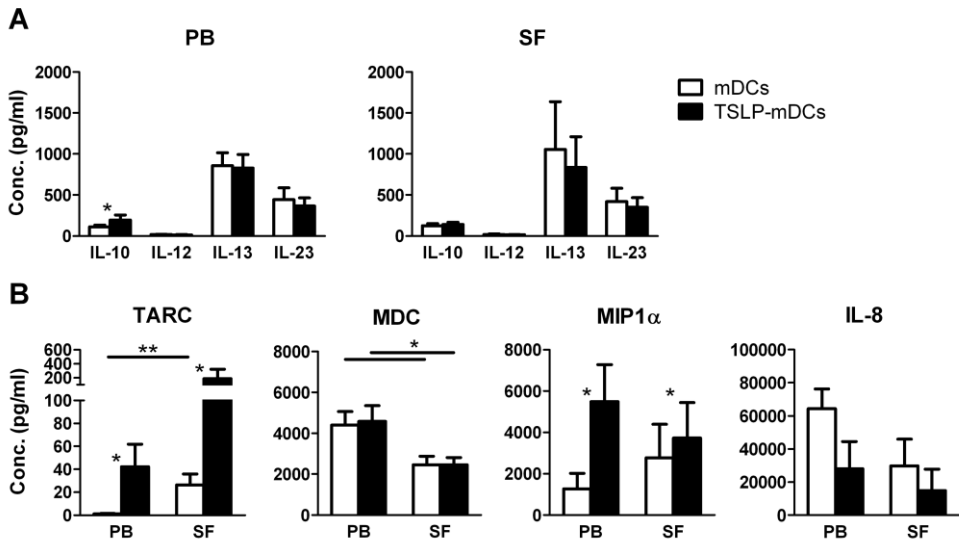 A
PB
SF
Conc. (pg/ml)
2000
1500
1000
500
0
*
IL-10
IL-12
IL-13
IL-23
2000
1500
1000
500
0
IL-10
IL-12
IL-13
IL-23
mDCs
TSLP-mDCs
B
TARC
MDC
MIP1α
IL-8
Conc. (pg/ml)
600
500
400
300
200
100
100
80
60
40
20
0
**
*
*
PB
SF
8000
6000
4000
2000
0
*
PB
SF
8000
6000
4000
2000
0
*
*
PB
SF
100000
80000
60000
40000
20000
0
PB
SF